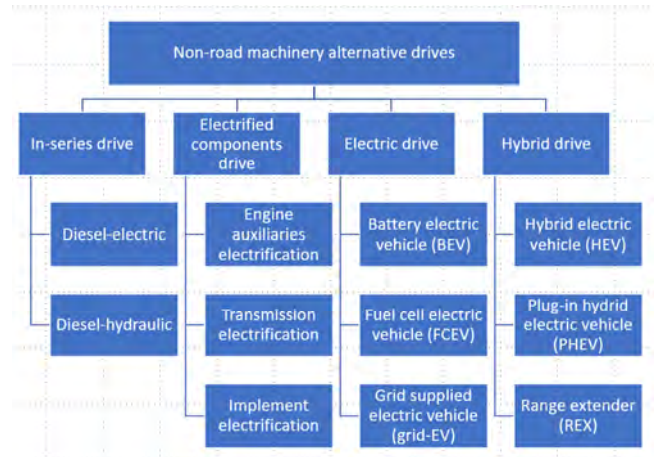 Non-road machinery alternative drives
In-series drive
Diesel-electric
Diesel-hydraulic
Electrified
components
drive
Engine
auxiliaries
electrification
Transmission
electrification
Implement
electrification
Electric drive
Battery electric
vehicle (BEV)
Fuel cell electric
vehicle (FCEV)
Grid supplied
electric vehicle
(grid-EV)
Hybrid drive
Hybrid electric
vehicle (HEV)
Plug-in hydrid
electric vehicle
(PHEV)
Range extender
(REX)